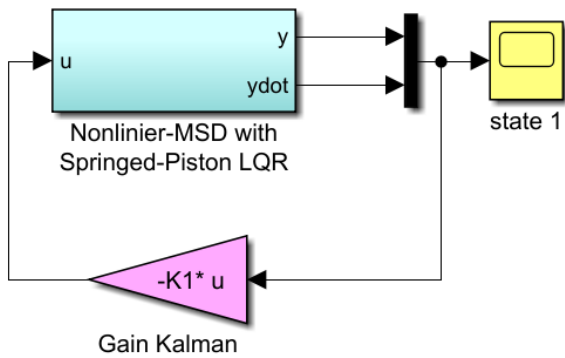 y
u
ydot
Nonlinier-MSD with
Springed-Piston LQR
state 1
-K1* u
Gain Kalman